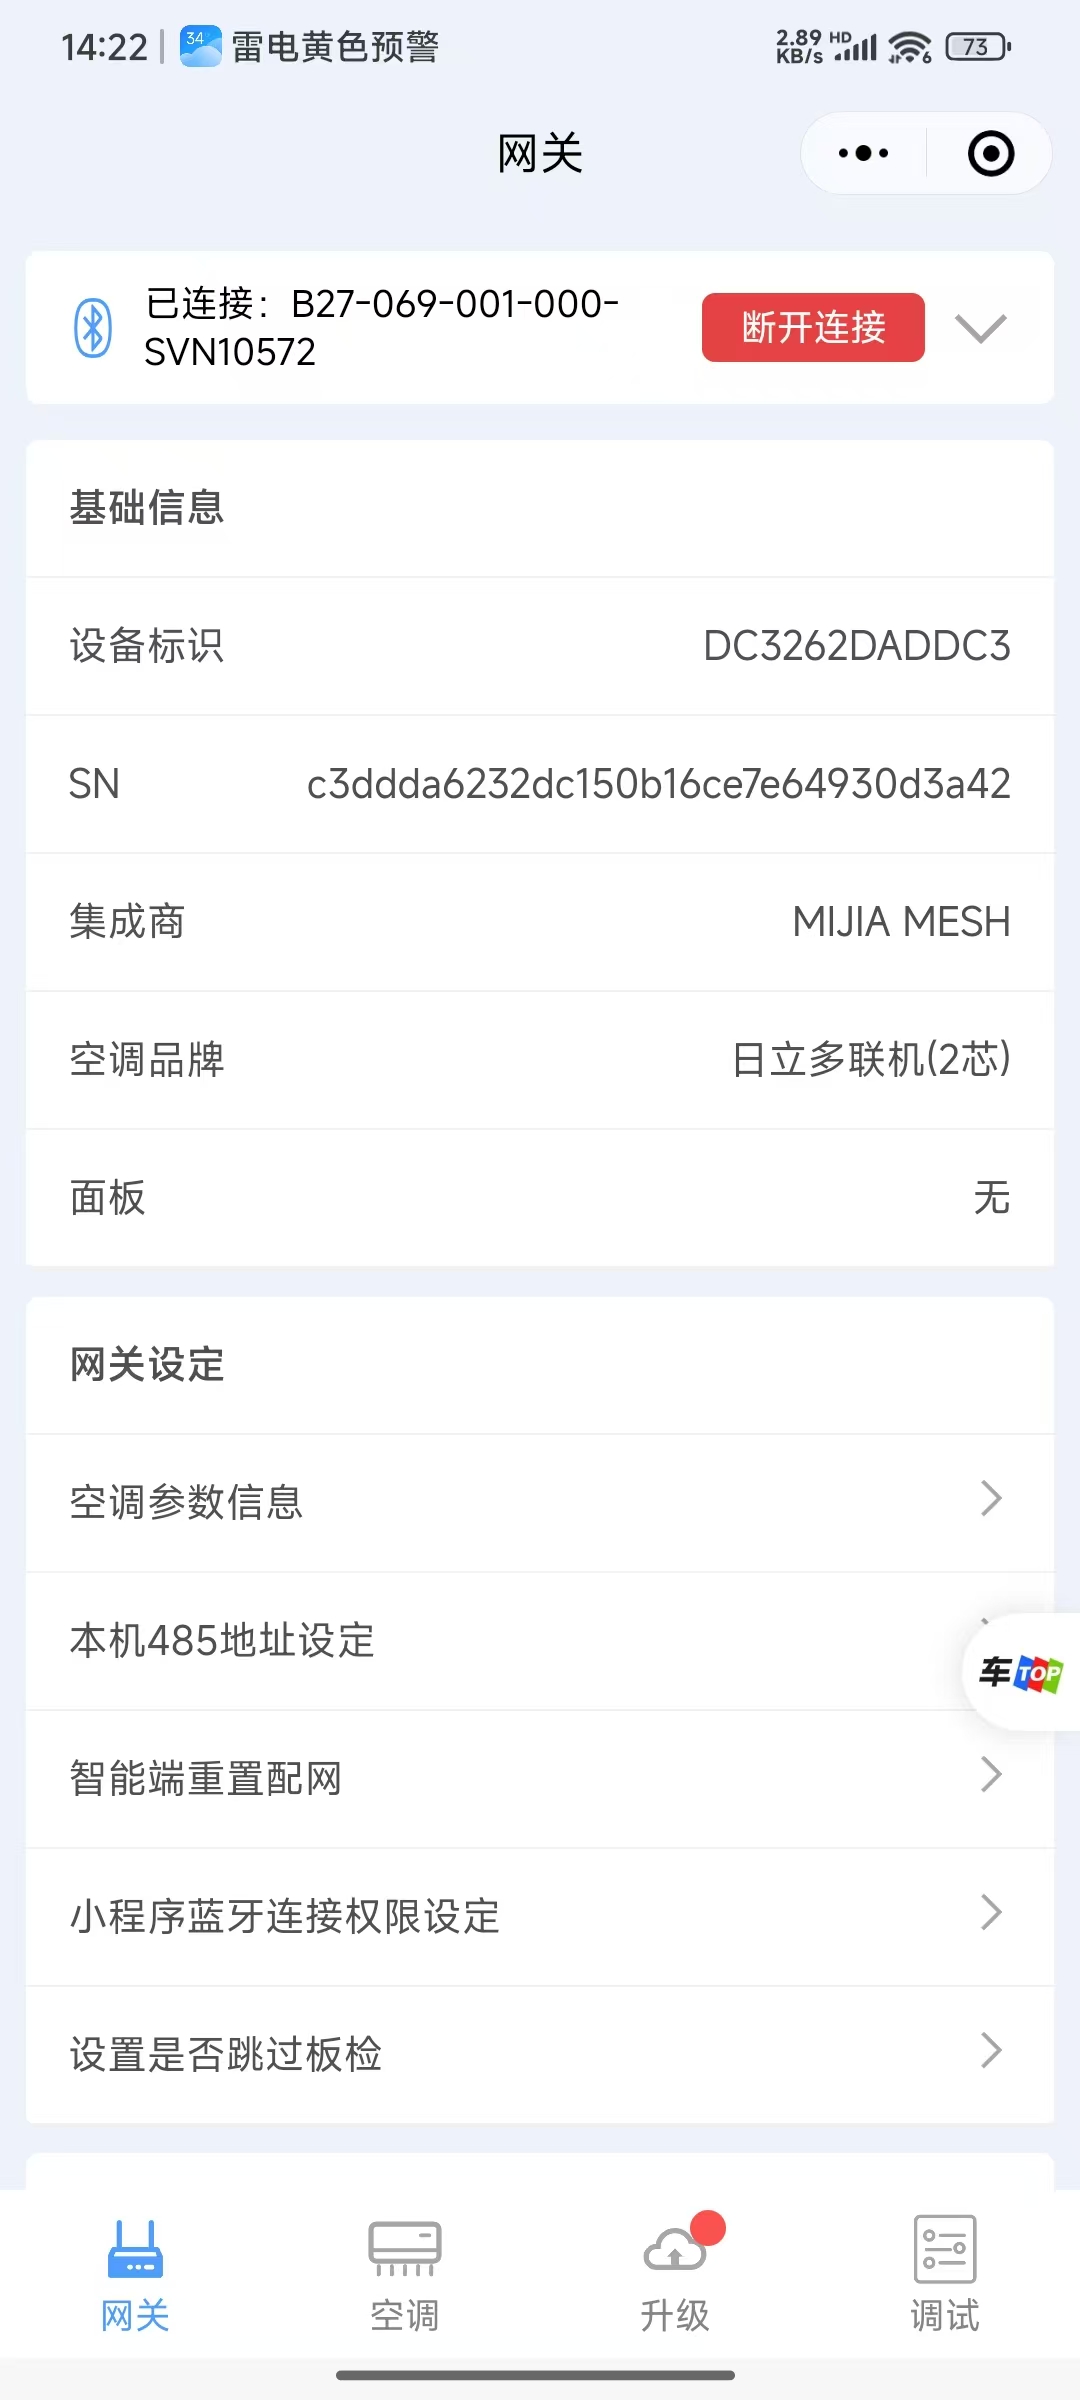 14:22
34°
雷电黄色预警
2.89 KB/s
HD
6
73
网关
已连接：B27-069-001-000-
SVN10572
断开连接
基础信息
设备标识
DC3262DADDC3
SN
c3ddda6232dc150b16ce7e64930d3a42
集成商
MIJIA MESH
空调品牌
日立多联机(2芯)
面板
无
网关设定
空调参数信息
本机485地址设定
车TOP
智能端重置配网
小程序蓝牙连接权限设定
设置是否跳过板检
网关
空调
升级
调试